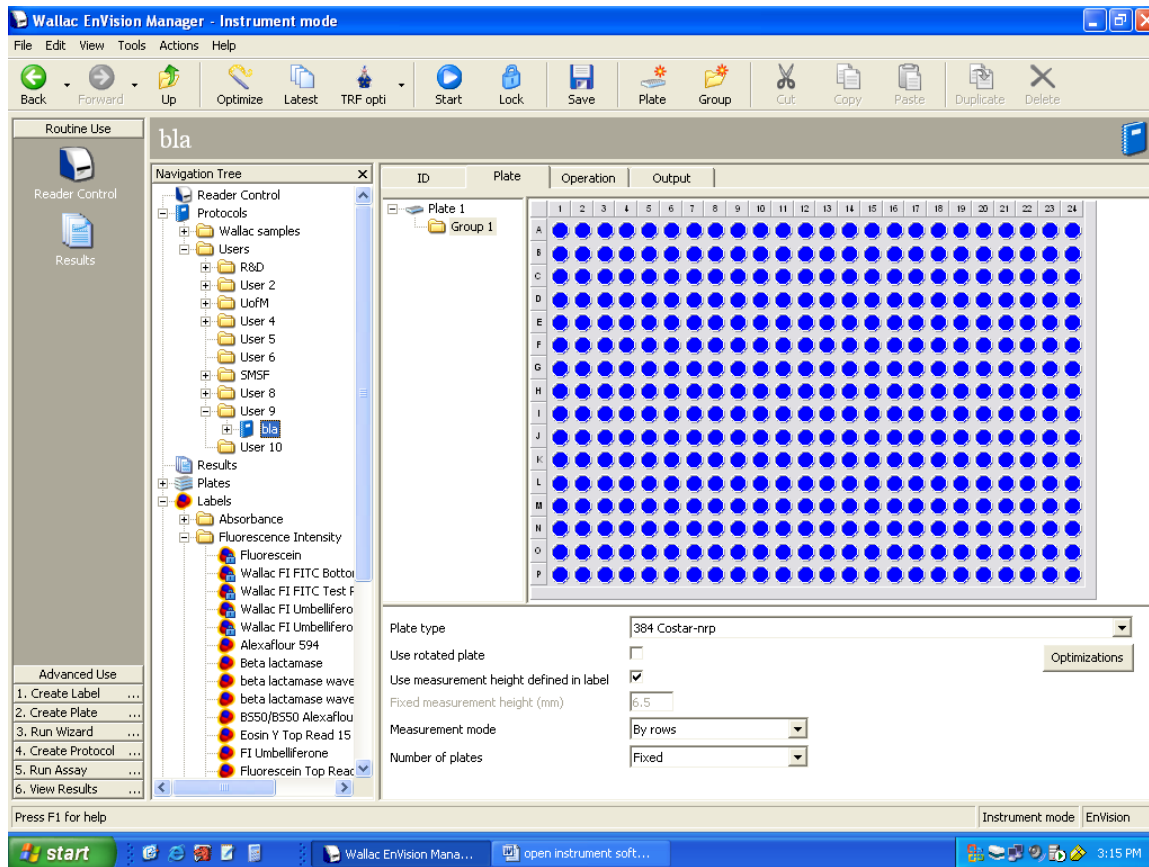 Wallac EnVision Manager - Instrument mode
File Edit View Tools Actions Help
Back Forward Up Optimize Latest TRF opti Start Lock Save Plate Group Cut Copy Paste Duplicate Delete
Routine Use
Reader Control
Results
Advanced Use
1. Create Label ...
2. Create Plate ...
3. Run Wizard ...
4. Create Protocol ...
5. Run Assay ...
6. View Results ...
bla
Navigation Tree
Reader Control
Protocols
Wallac samples
Users
R&D
User 2
UofM
User 4
User 5
User 6
SMSF
User 8
User 9
bla
User 10
Results
Plates
Labels
Absorbance
Fluorescence Intensity
Fluorescein
Wallac FI FITC Bottor
Wallac FI FITC Test F
Wallac FI Umbellifero
Wallac FI Umbellifero
Alexaflour 594
Beta lactamase
beta lactamase wave
beta lactamase wave
BS50/BS50 Alexaflou
Eosin Y Top Read 15
FI Umbelliferone
Fluorescein Top Reac
ID Plate Operation Output
Plate 1
Group 1
1 2 3 4 5 6 7 8 9 10 11 12 13 14 15 16 17 18 19 20 21 22 23 24
A
B
C
D
E
F
G
H
I
J
K
L
M
N
O
P
Plate type 384 Costar-nrp
Use rotated plate
Optimizations
Use measurement height defined in label
Fixed measurement height (mm) 6.5
Measurement mode By rows
Number of plates Fixed
Press F1 for help Instrument mode EnVision
start Wallac EnVision Mana... open instrument soft... 3:15 PM